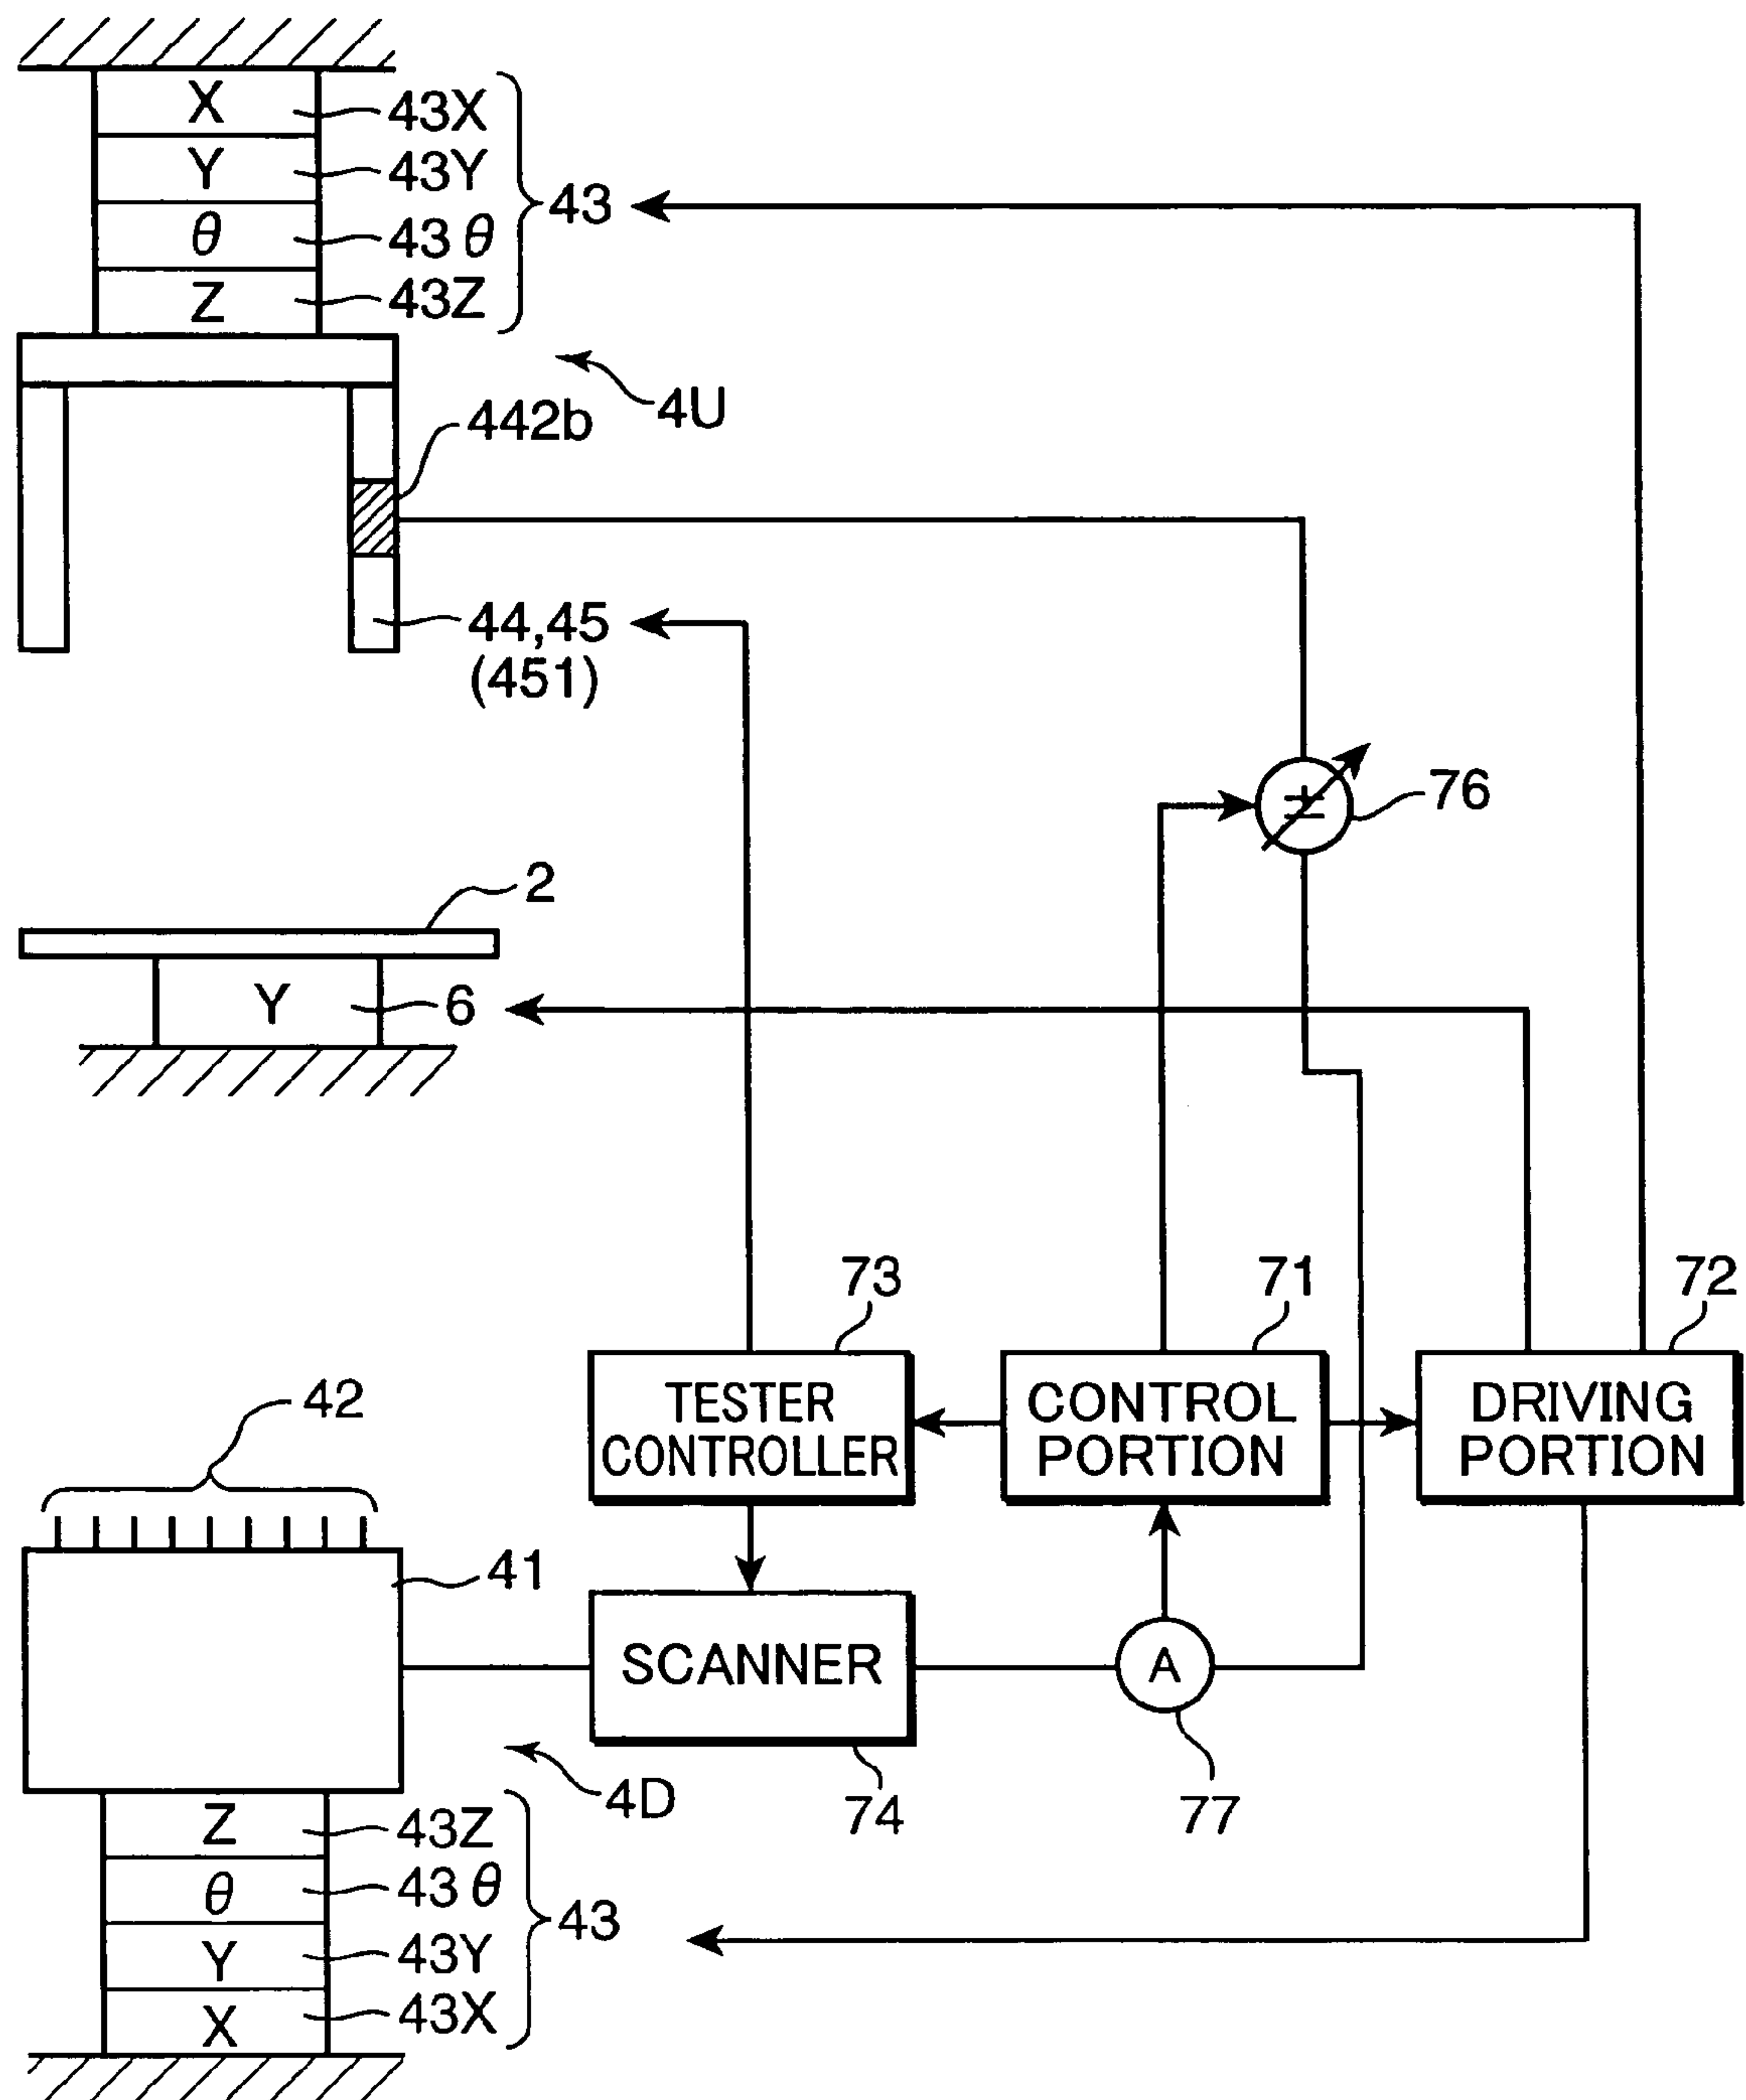 X
43X
Y
43Y
43
θ
43θ
Z
43Z
4U
442b
44,45
(451)
±
76
2
Y
6
73
71
72
TESTER
CONTROLLER
CONTROL
PORTION
DRIVING
PORTION
42
41
SCANNER
A
4D
74
77
Z
43Z
θ
43θ
43
Y
43Y
X
43X